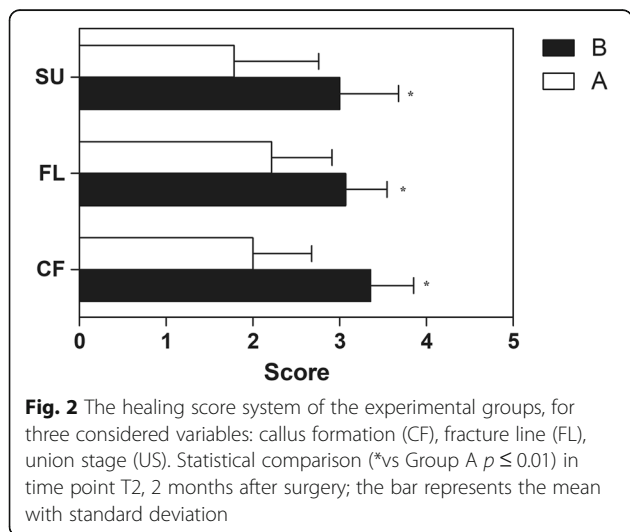 B
A
SU
*
FL
*
CF
*
0 1 2 3 4 5
Score
Fig. 2 The healing score system of the experimental groups, for
three considered variables: callus formation (CF), fracture line (FL),
union stage (US). Statistical comparison (*vs Group A p ≤ 0.01) in
time point T2, 2 months after surgery; the bar represents the mean
with standard deviation